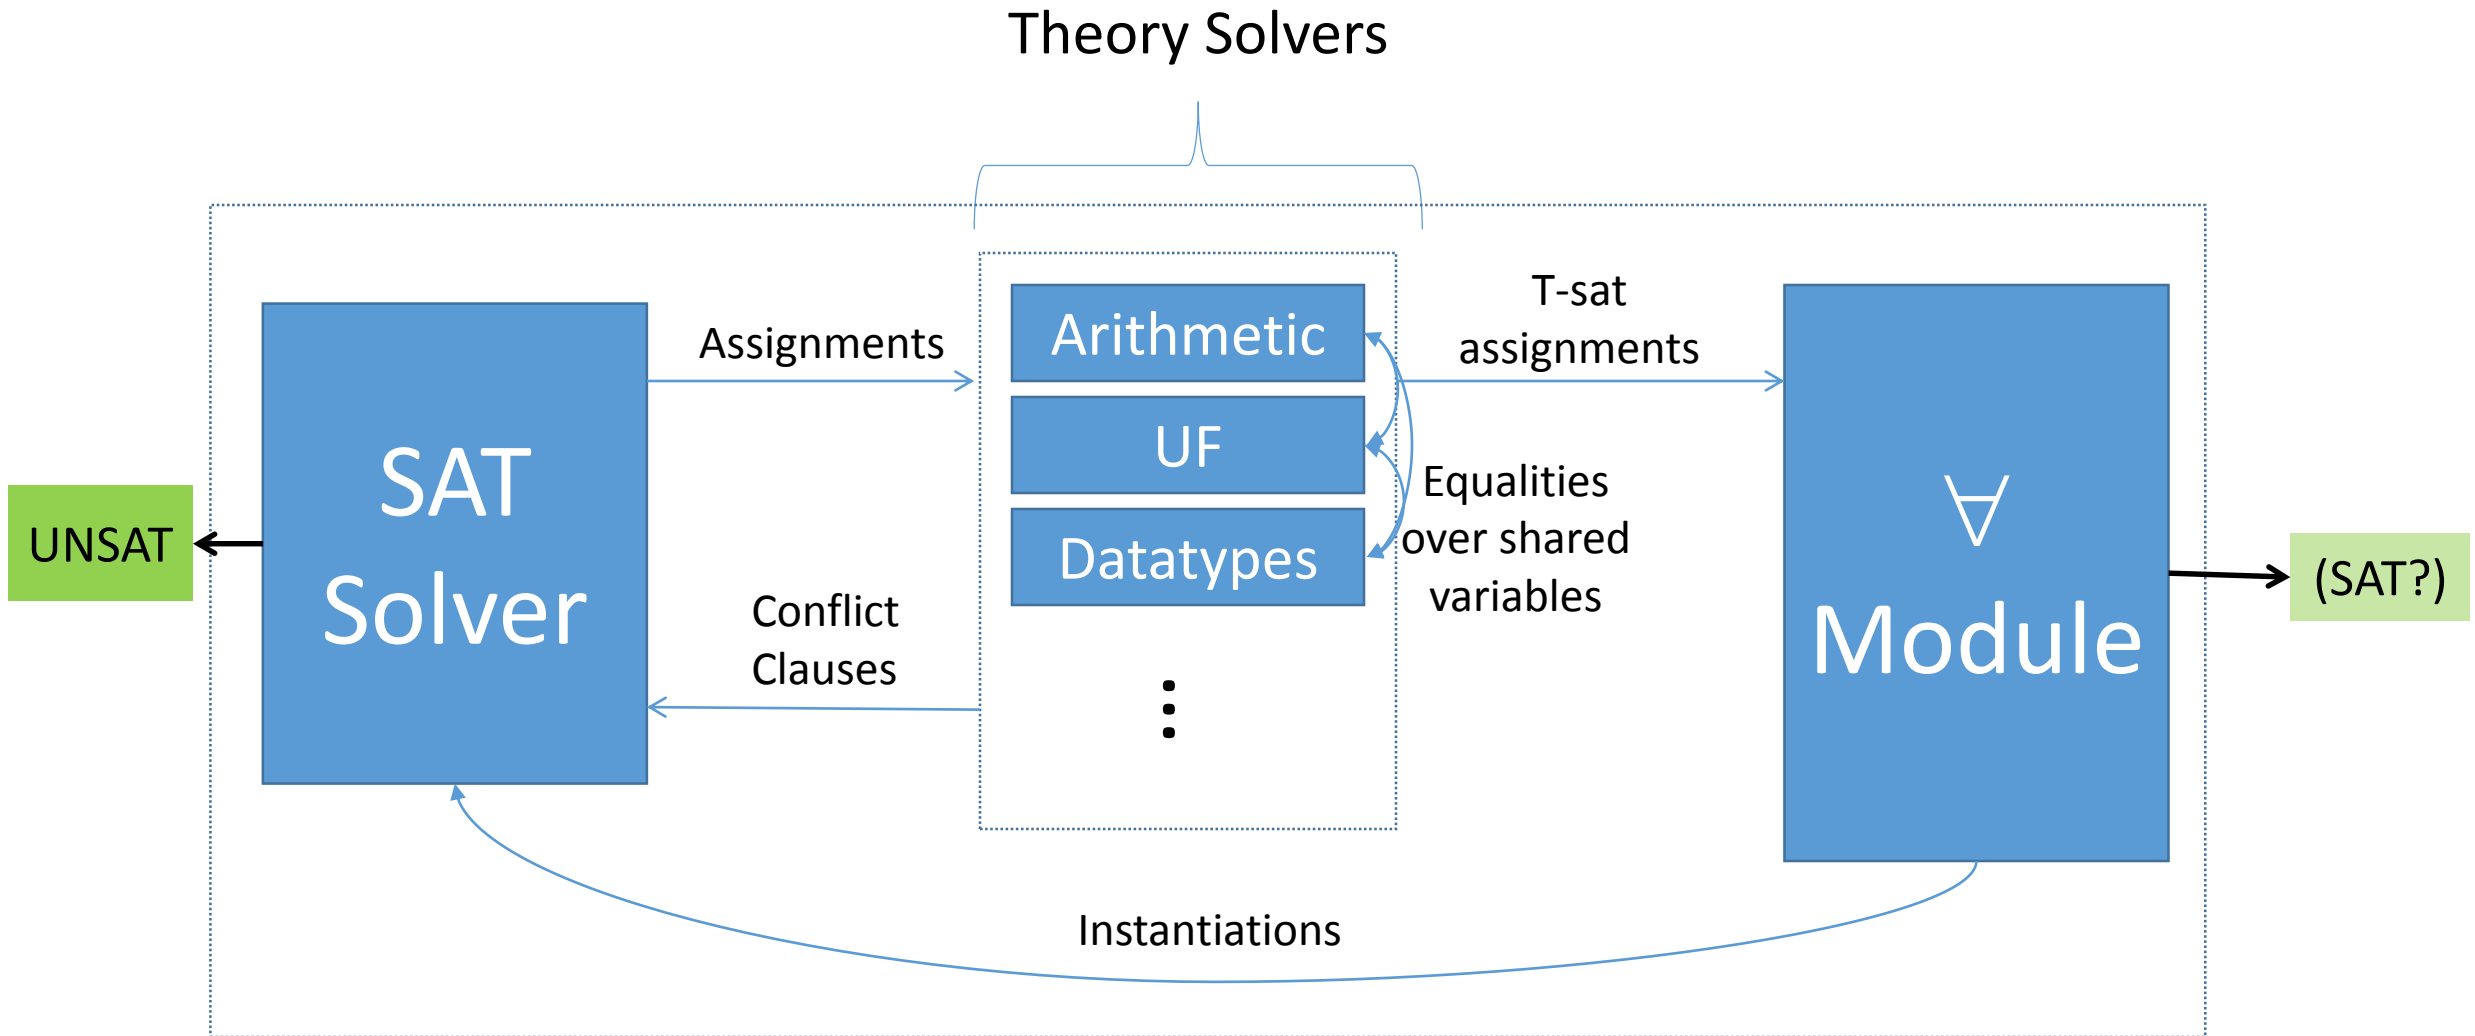 Theory Solvers
SAT
Solver
UNSAT
Assignments
Conflict
Clauses
Arithmetic
UF
Datatypes
⋮
T-sat
assignments
Equalities
over shared
variables
∀
Module
(SAT?)
Instantiations